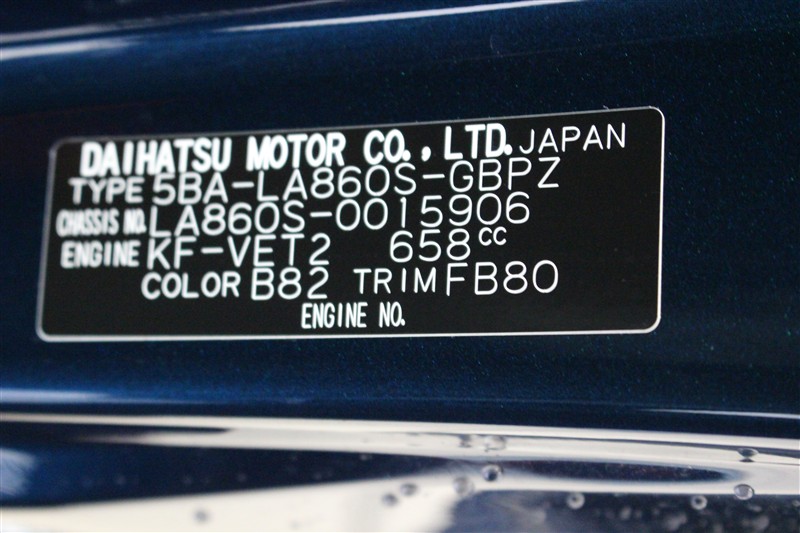 DAIHATSU MOTOR CO., LTD. JAPAN
TYPE 5BA-LA860S-GBPZ
CHASSIS NO. LA860S-0015906
ENGINE KF-VET2 658cc
COLOR B82 TRIM FB80
ENGINE NO.